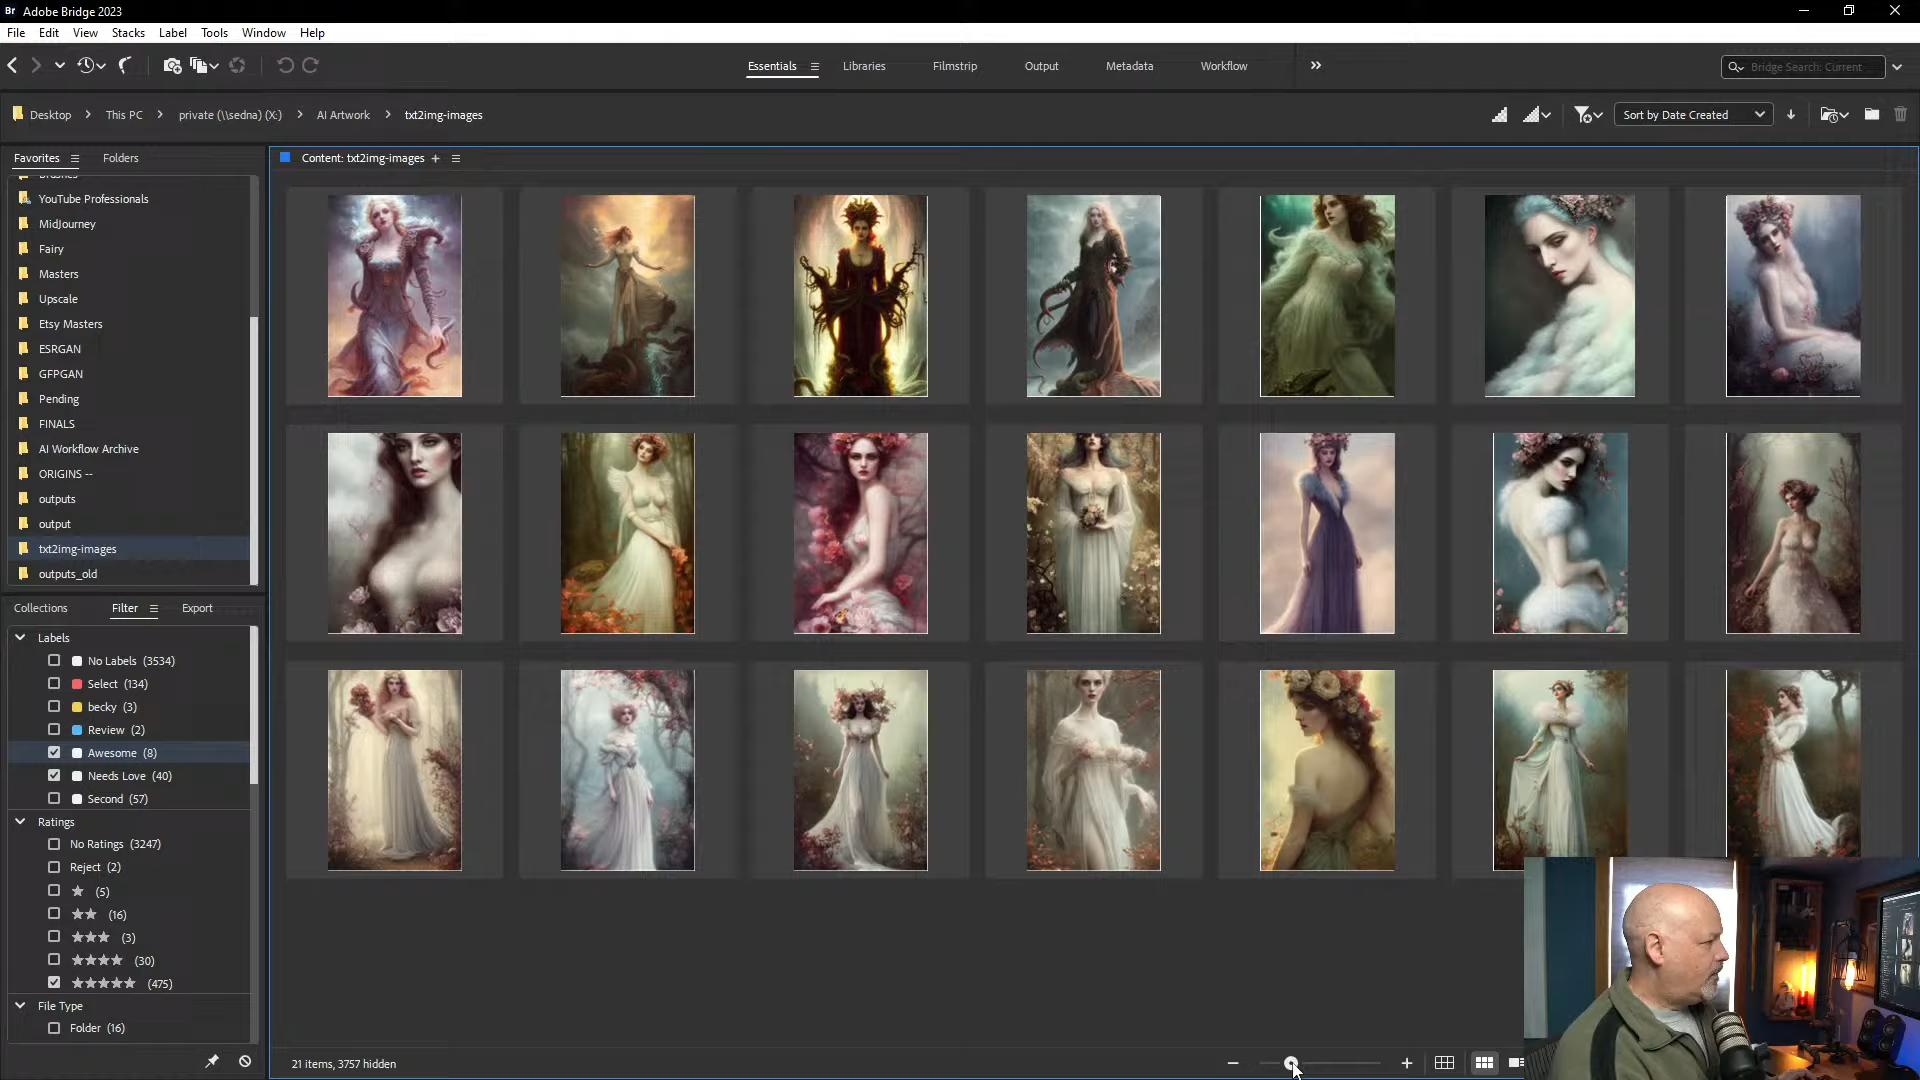 Br Adobe Bridge 2023
File Edit View Stacks Label Tools Window Help
Essentials Libraries Filmstrip Output Metadata Workflow
Bridge Search: Current
Desktop This PC private (\\sedna) (X:) AI Artwork txt2img-images
Sort by Date Created
Favorites Folders
Content: txt2img-images
Brushes
YouTube Professionals
MidJourney
Fairy
Masters
Upscale
Etsy Masters
ESRGAN
GFPGAN
Pending
FINALS
AI Workflow Archive
ORIGINS --
outputs
output
txt2img-images
outputs_old
Collections Filter Export
Labels
No Labels (3534)
Select (134)
becky (3)
Review (2)
Awesome (8)
Needs Love (40)
Second (57)
Ratings
No Ratings (3247)
Reject (2)
(5)
(16)
(3)
(30)
(475)
File Type
Folder (16)
21 items, 3757 hidden